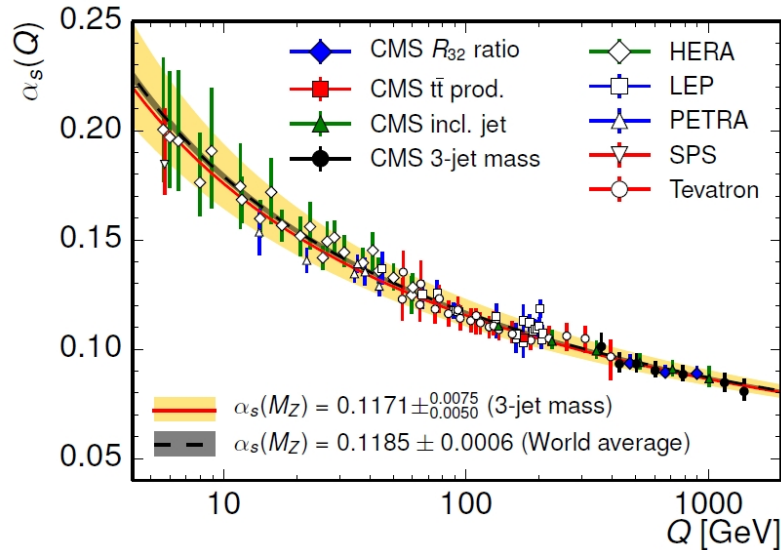 0.25
0.20
0.15
0.10
0.05
αs(Q)
CMS R32 ratio
CMS tt̄ prod.
CMS incl. jet
CMS 3-jet mass
HERA
LEP
PETRA
SPS
Tevatron
αs(MZ) = 0.1171±0.0075 0.0050 (3-jet mass)
αs(MZ) = 0.1185 ± 0.0006 (World average)
10
100
1000
Q [GeV]